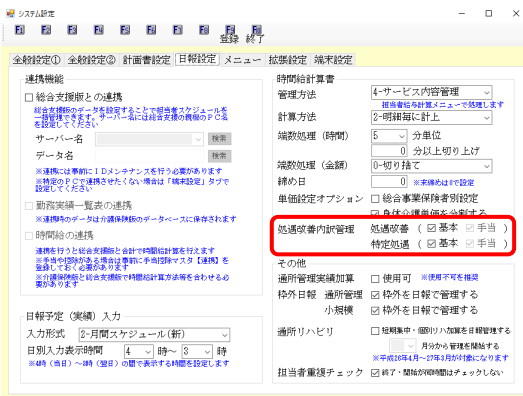 システム設定
F1 F2 F3 F4 F5 F6 F7 F8 F9 登録 終了
全般設定① 全般設定② 計画書設定 日報設定 メニュー 拡張設定 端末設定
連携機能
総合支援版との連携
総合支援版のデータを設定することで担当者スケジュールを
一括管理できます。サーバー名には総合支援の親機のPC名
を設定してください
サーバー名 検索
データ名 検索
※連携には事前にIDメンテナンスを行う必要があります
※特定のPCで連携させたくない場合は「端末設定」タブで
設定してください
勤務実績一覧表の連携
※連携時のデータは介護保険版のデータベースに保存されます
時間給の連携
連携を行うと総合支援版と合計で時間給計算を行えます
※手当や控除がある場合は事前に手当控除マスタ【連携】を
登録しておく必要があります
※介護保険版と総合支援版で時間給計算方法等を合わせる必
要があります
日報予定（実績）入力
入力形式 2-月間スケジュール(新)
日別入力表示時間 4 時～ 3 時
※4時（当日）～3時（翌日）の間で表示する時間を設定します
時間給計算書
管理方法 4-サービス内容管理
担当者給与計算メニューで処理します
計算方法 2-明細毎に計上
端数処理（時間） 5 分単位
0 分以上切り上げ
端数処理（金額） 0-切り捨て
締め日 0 ※末締めは0で設定
単価設定オプション 総合事業保険者別設定
身体介護単価を分割する
処遇改善内訳管理 処遇改善 ( 基本 手当 )
特定処遇 ( 基本 手当 )
その他
通所管理実績加算 使用可 ※使用不可を推奨
枠外日報 通所管理 枠外を日報で管理する
小規模 枠外を日報で管理する
通所リハビリ 短期集中・個別リハ加算を日報管理する
月分から管理を開始する
※平成26年4月～27年3月が対象になります
担当者重複チェック 終了・開始が同時間はチェックしない